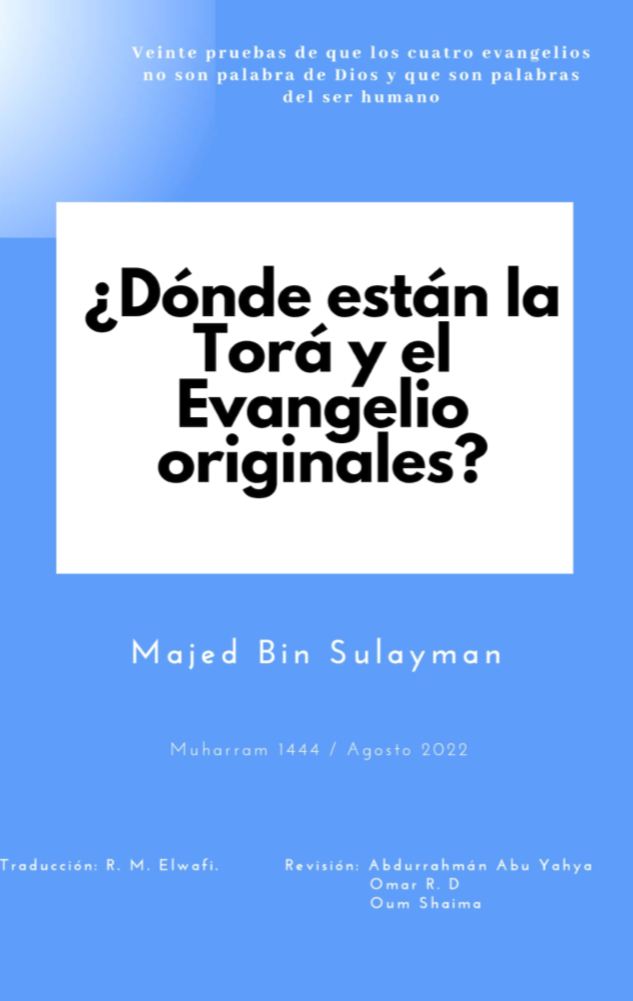 Veinte pruebas de que los cuatro evangelios
no son palabra de Dios y que son palabras
del ser humano
¿Dónde están la
Torá y el
Evangelio
originales?
Majed Bin Sulayman
Muharram 1444 / Agosto 2022
Traducción: R. M. Elwafi.
Revisión: Abdurrahmán Abu Yahya
Omar R. D
Oum Shaima